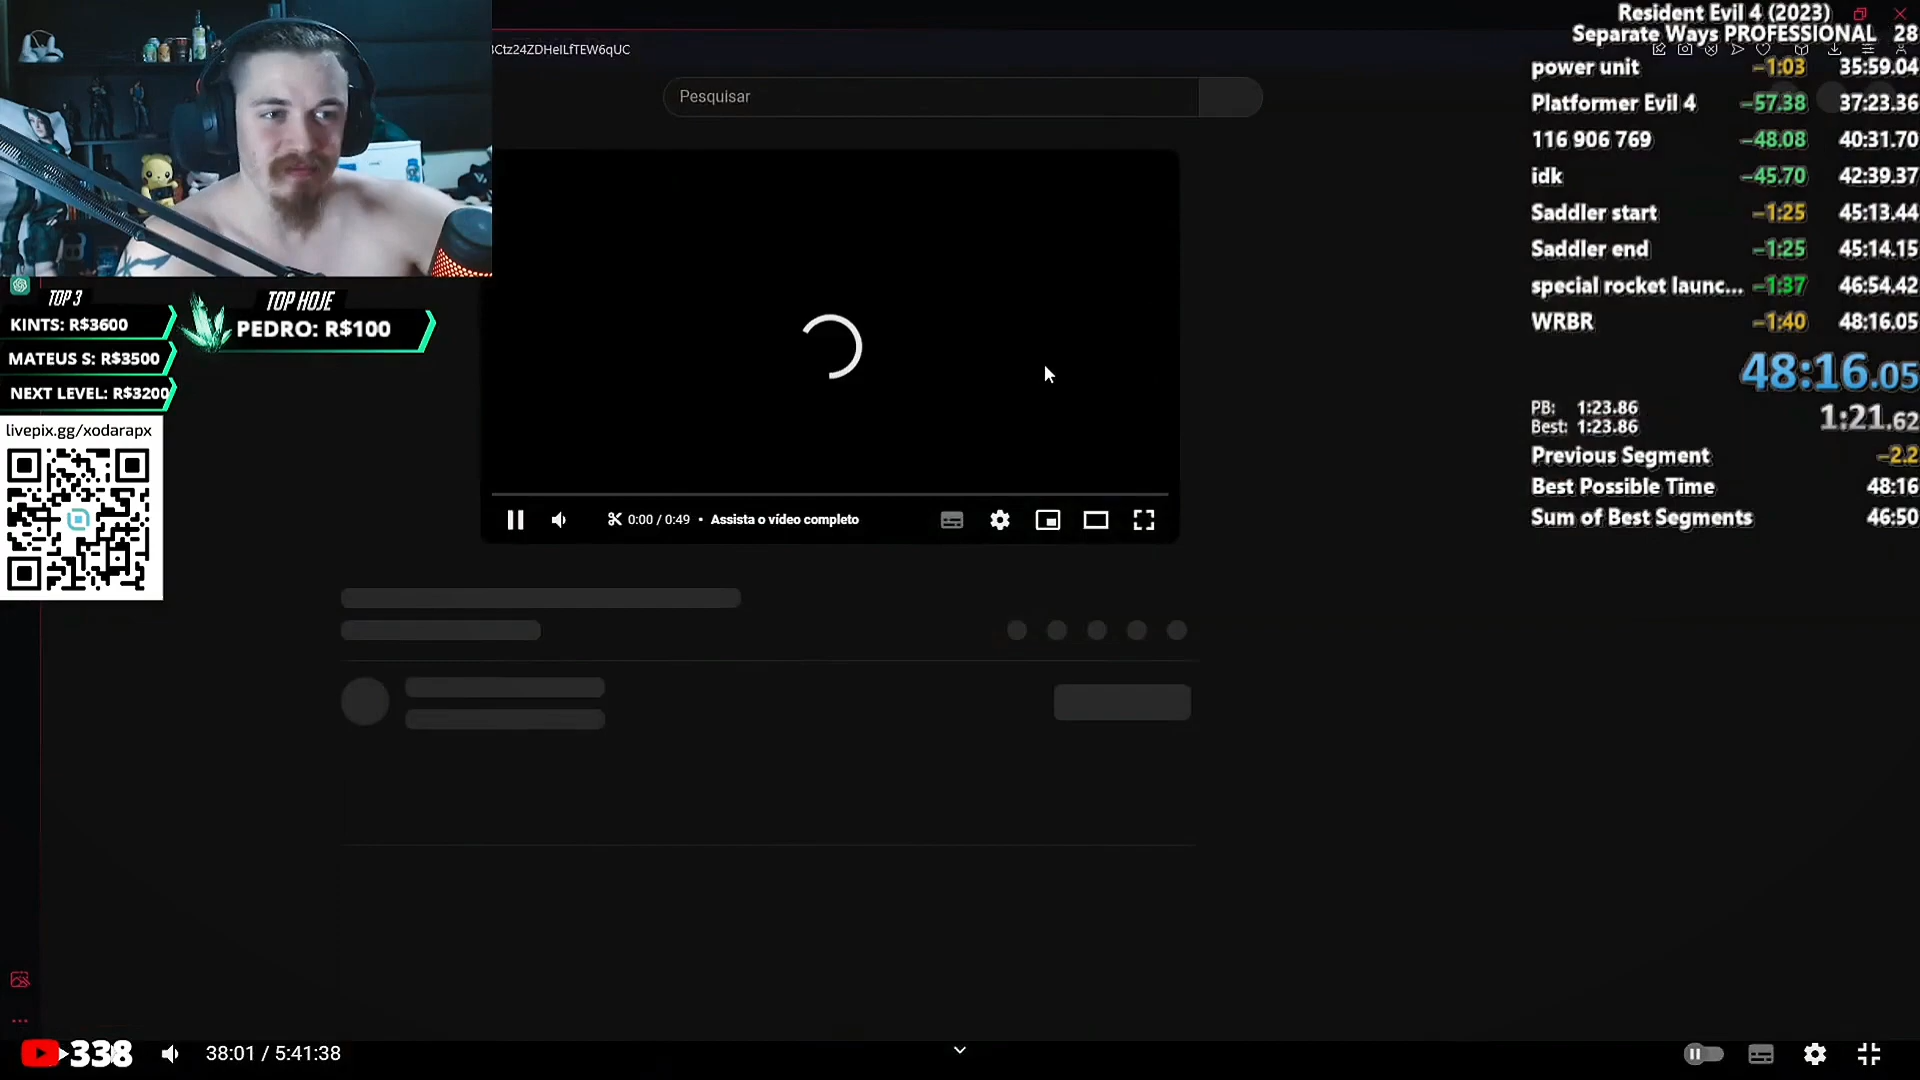 3Ctz24ZDHeILfTEW6qUC
Pesquisar
Resident Evil 4 (2023)
Separate Ways PROFESSIONAL 28
power unit -1:03 35:59.04
Platformer Evil 4 -57.38 37:23.36
116 906 769 -48.08 40:31.70
idk -45.70 42:39.37
Saddler start -1:25 45:13.44
Saddler end -1:25 45:14.15
special rocket launc... -1:37 46:54.42
WRBR -1:40 48:16.05
48:16.05
PB: 1:23.86
Best: 1:23.86
1:21.62
Previous Segment -2.2
Best Possible Time 48:16
Sum of Best Segments 46:50
TOP 3
KINTS: R$3600
MATEUS S: R$3500
NEXT LEVEL: R$3200
TOP HOJE
PEDRO: R$100
livepix.gg/xodarapx
0:00 / 0:49 • Assista o vídeo completo
338
38:01 / 5:41:38